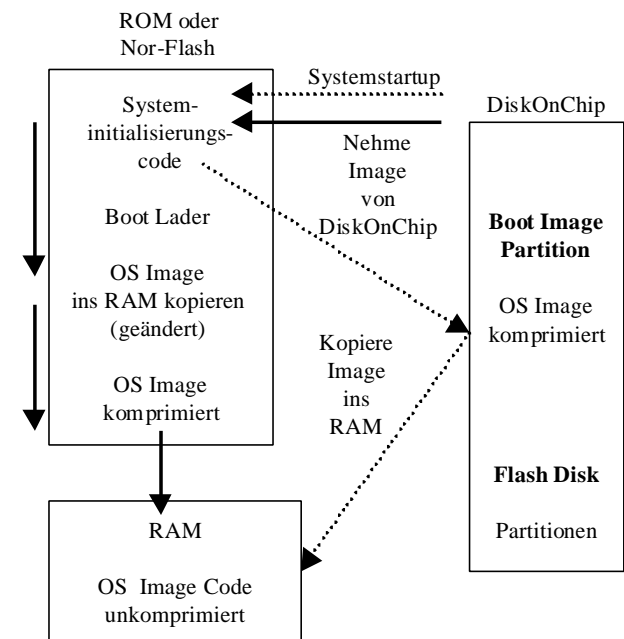 ROM oder
Nor-Flash
System-
initialisierungs-
code
Boot Lader
OS Image
ins RAM kopieren
(geändert)
OS Image
komprimiert
Systemstartup
Nehme
Image
von
DiskOnChip
Kopiere
Image
ins
RAM
DiskOnChip
Boot Image
Partition
OS Image
komprimiert
Flash Disk
Partitionen
RAM
OS Image Code
unkomprimiert